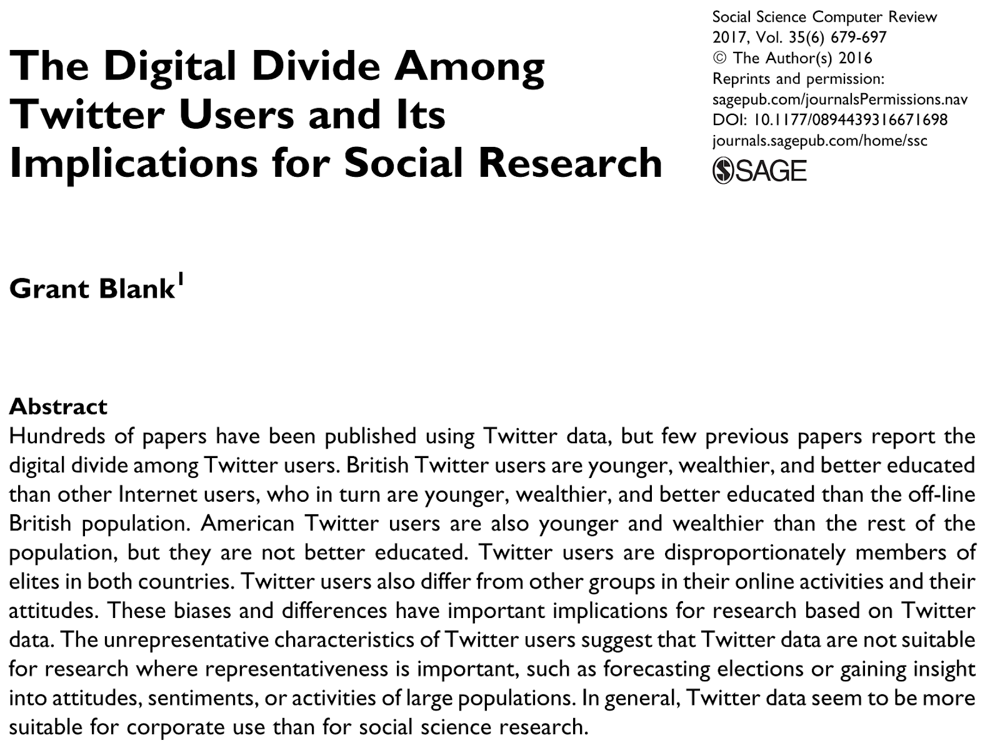 The Digital Divide Among
Twitter Users and Its
Implications for Social Research
Social Science Computer Review
2017, Vol. 35(6) 679-697
© The Author(s) 2016
Reprints and permission:
sagepub.com/journalsPermissions.nav
DOI: 10.1177/0894439316671698
journals.sagepub.com/home/ssc
SAGE
Grant Blank1
Abstract
Hundreds of papers have been published using Twitter data, but few previous papers report the
digital divide among Twitter users. British Twitter users are younger, wealthier, and better educated
than other Internet users, who in turn are younger, wealthier, and better educated than the off-line
British population. American Twitter users are also younger and wealthier than the rest of the
population, but they are not better educated. Twitter users are disproportionately members of
elites in both countries. Twitter users also differ from other groups in their online activities and their
attitudes. These biases and differences have important implications for research based on Twitter
data. The unrepresentative characteristics of Twitter users suggest that Twitter data are not suitable
for research where representativeness is important, such as forecasting elections or gaining insight
into attitudes, sentiments, or activities of large populations. In general, Twitter data seem to be more
suitable for corporate use than for social science research.